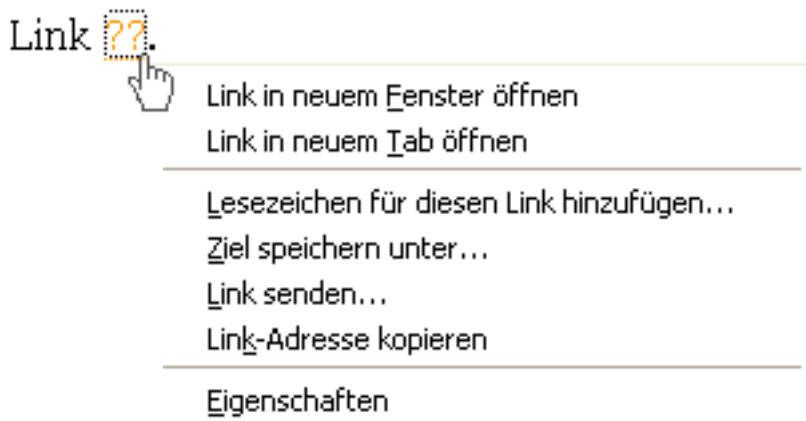 Link ??.
Link in neuem Fenster öffnen
Link in neuem Tab öffnen
Lesezeichen für diesen Link hinzufügen...
Ziel speichern unter...
Link senden...
Link-Adresse kopieren
Eigenschaften